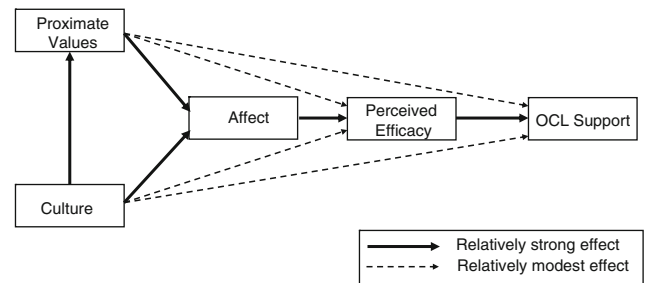 Proximate
Values
Affect
Perceived
Efficacy
OCL Support
Culture
Relatively strong effect
Relatively modest effect